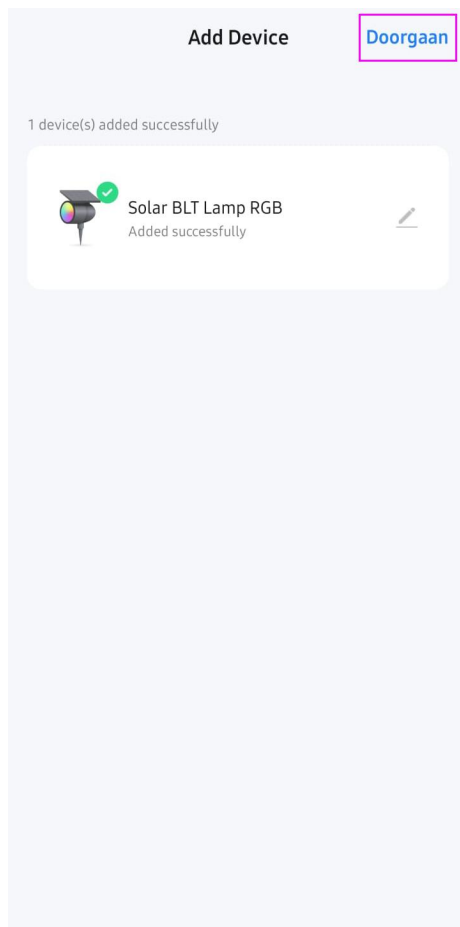 Add Device
Doorgaan
1 device(s) added successfully
Solar BLT Lamp RGB
Added successfully